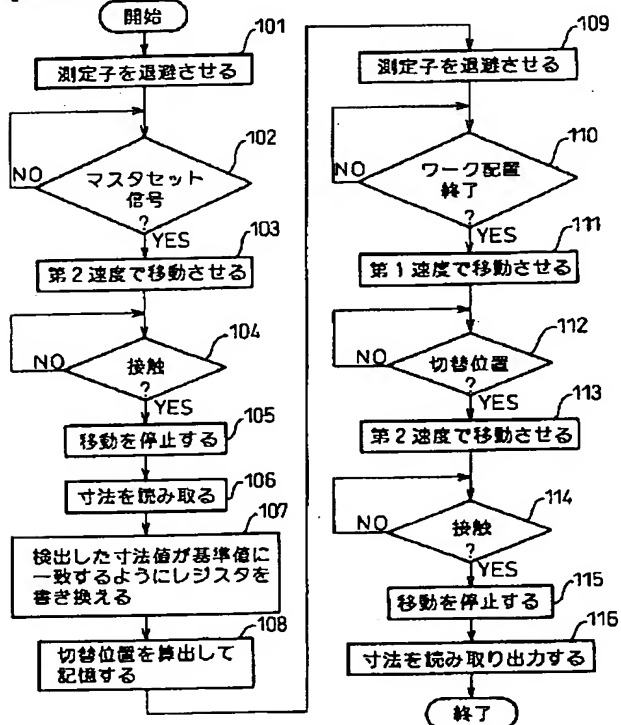 開始
101
測定子を退避させる
102
NO
マスタセット
信号
?
YES
103
第2速度で移動させる
104
NO
接触
?
YES
105
移動を停止する
106
寸法を読み取る
107
検出した寸法値が基準値に
一致するようにレジスタを
書き換える
108
切替位置を算出して
記憶する
109
測定子を退避させる
110
NO
ワーク配置
終了
?
YES
111
第1速度で移動させる
112
NO
切替位置
?
YES
113
第2速度で移動させる
114
NO
接触
?
YES
115
移動を停止する
116
寸法を読み取り出力する
終了